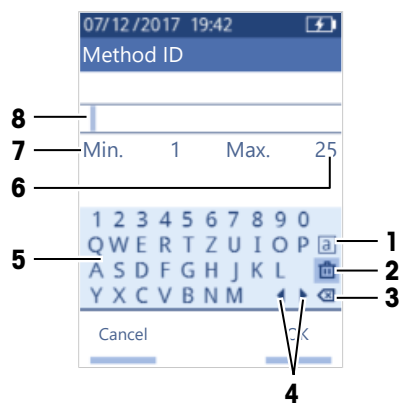 07/12/2017 19:42
Method ID
8
7 Min. 1 Max. 25
6
1 2 3 4 5 6 7 8 9 0
Q W E R T Z U I O P a 1
5 A S D F G H J K L 2
Y X C V B N M 3
Cancel OK
4